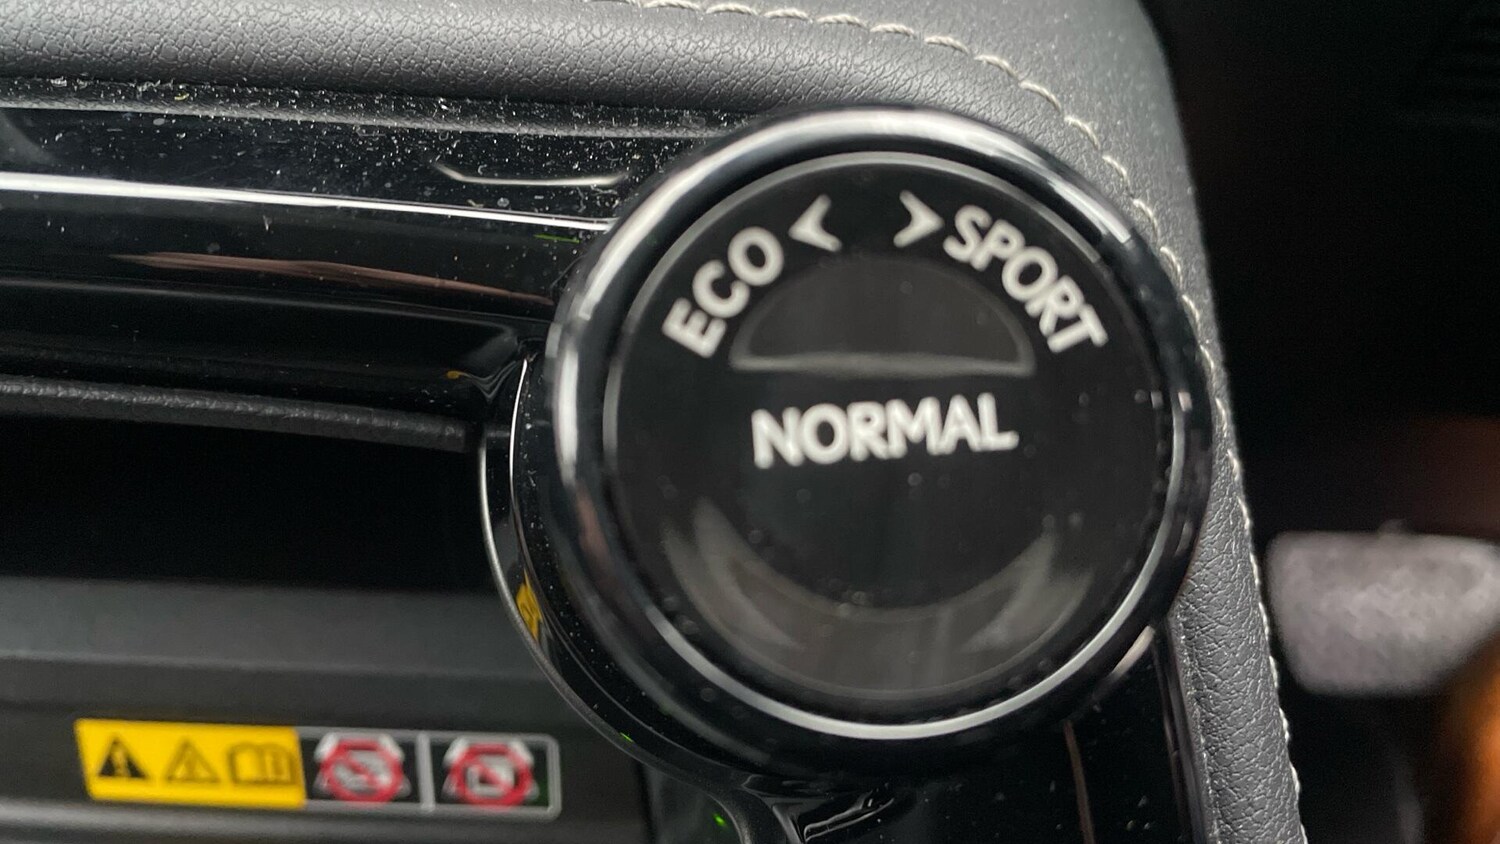 ECO < > SPORT
NORMAL